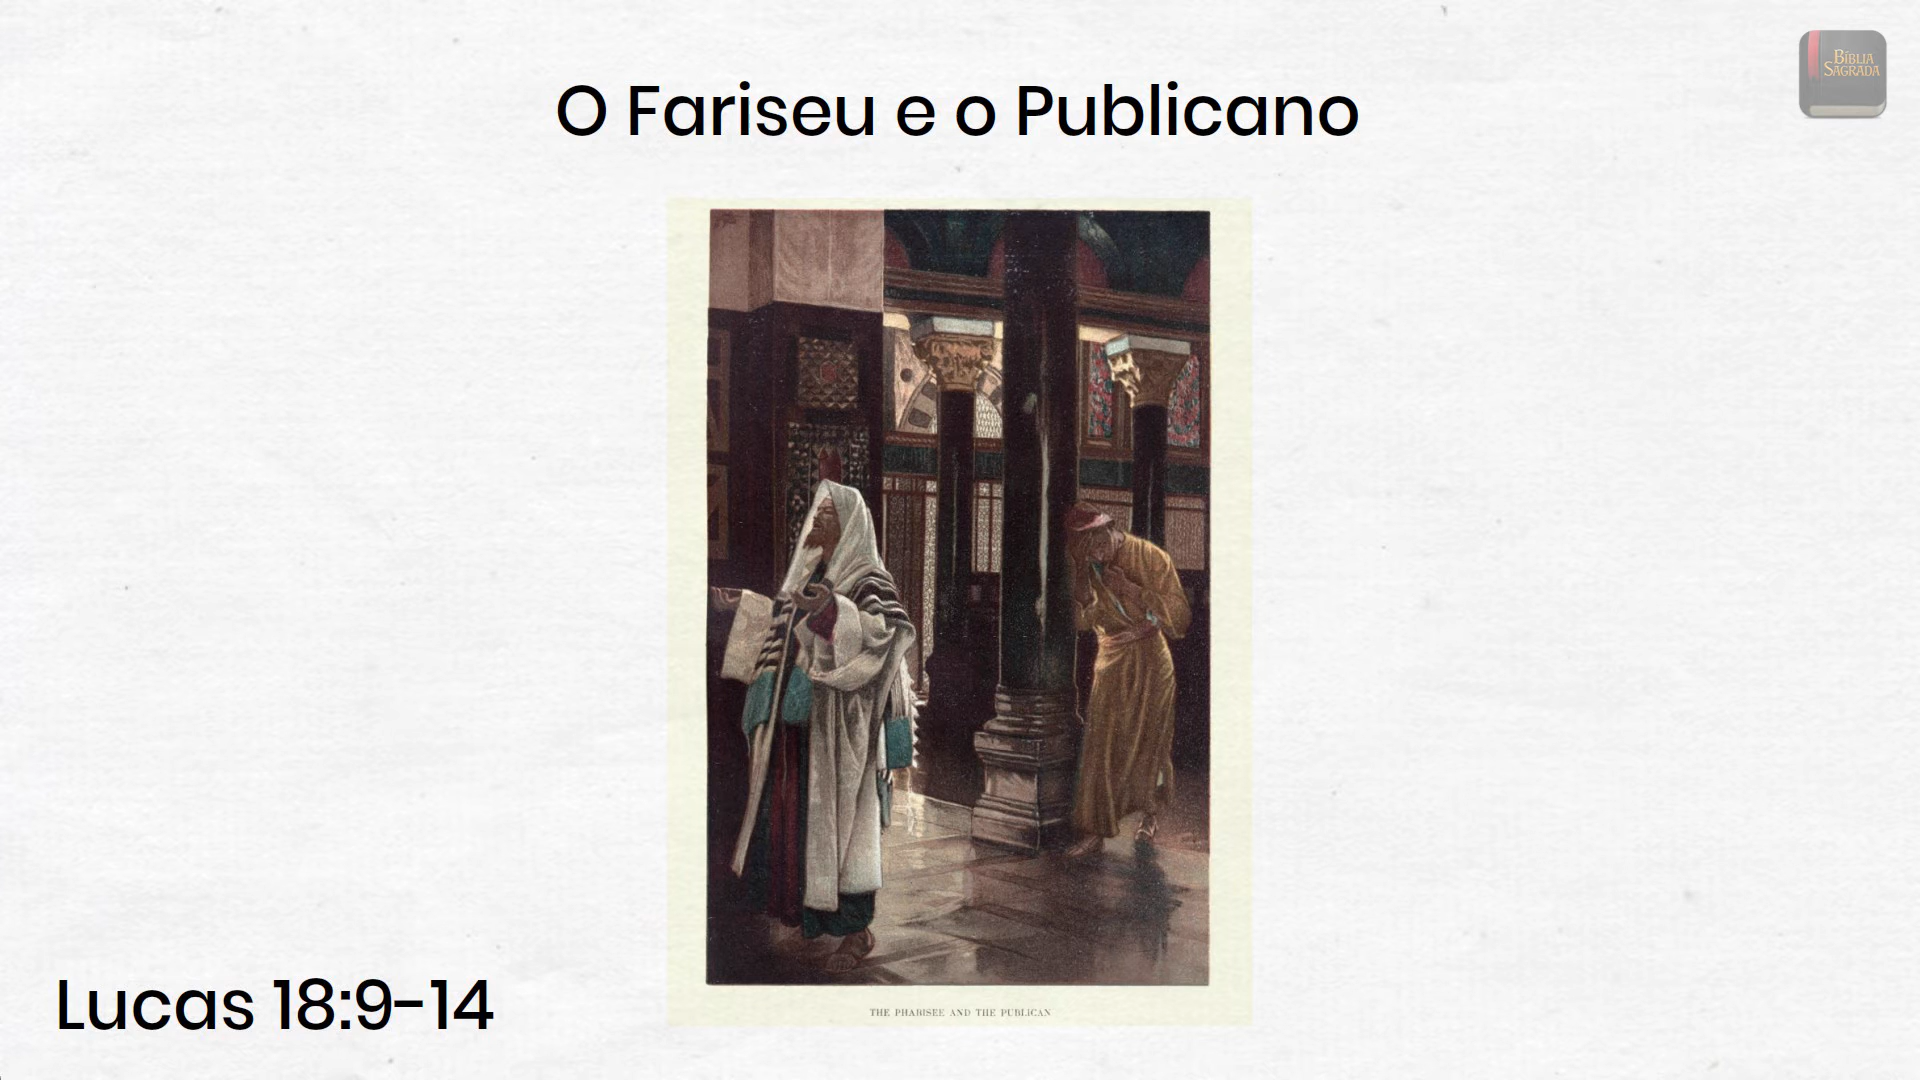 O Fariseu e o Publicano
BÍBLIA
SAGRADA
THE PHARISEE AND THE PUBLICAN
Lucas 18:9-14